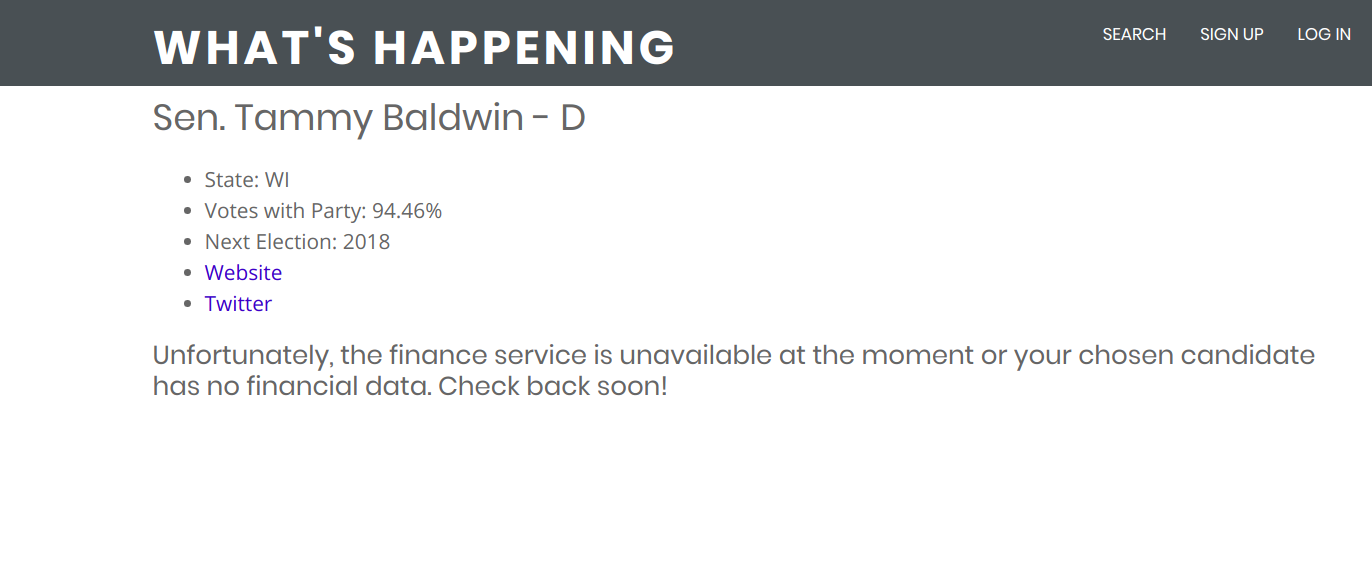 WHAT'S HAPPENING
SEARCH SIGN UP LOG IN
Sen. Tammy Baldwin - D
State: WI
Votes with Party: 94.46%
Next Election: 2018
Website
Twitter
Unfortunately, the finance service is unavailable at the moment or your chosen candidate
has no financial data. Check back soon!